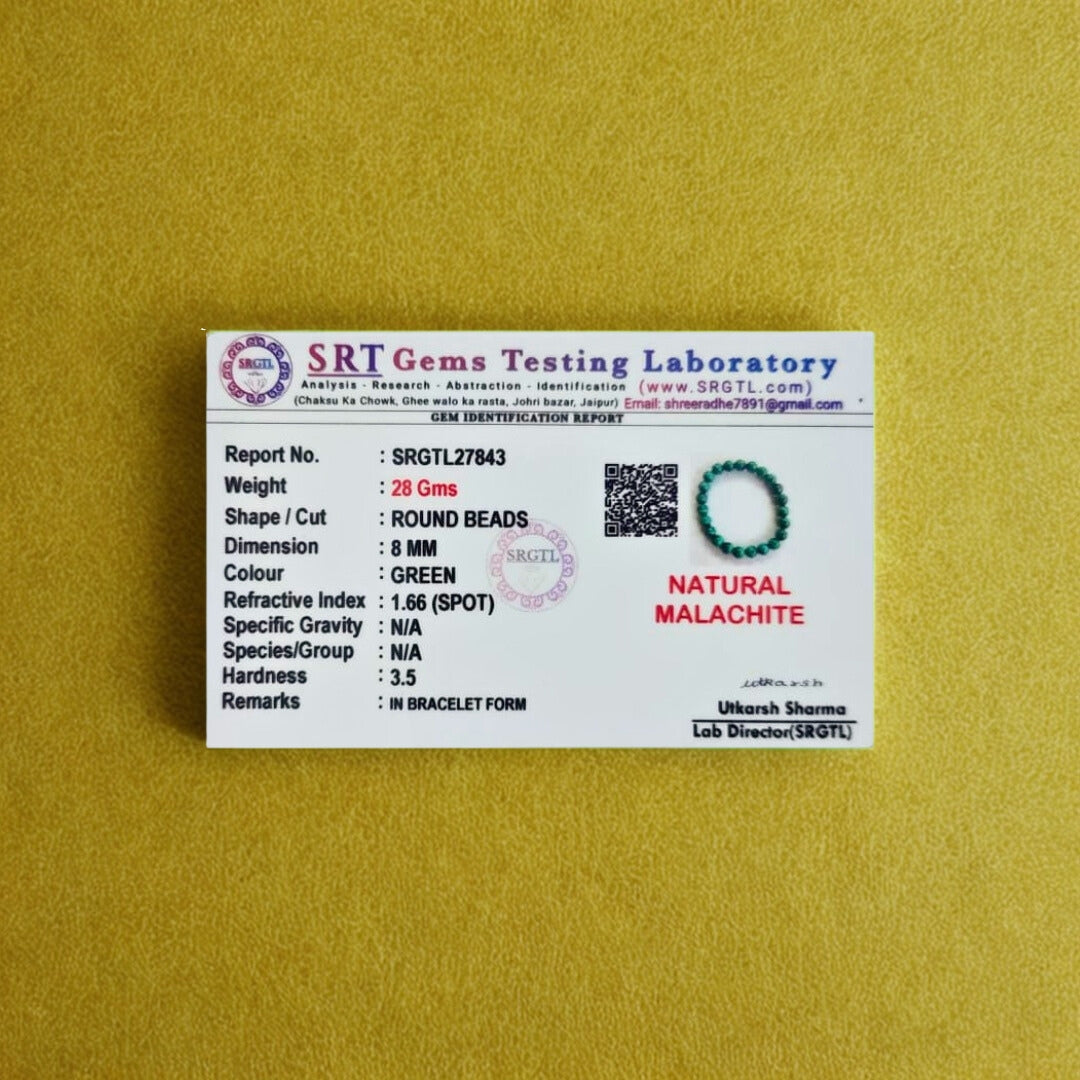 SRGTL
SRT Gems Testing Laboratory
Analysis - Research - Abstraction - Identification (www.SRGTL.com)
(Chaksu Ka Chowk, Ghee walo ka rasta, Johri bazar, Jaipur) Email: shreeradhe7891@gmail.com
GEM IDENTIFICATION REPORT
Report No. : SRGTL27843
Weight : 28 Gms
Shape / Cut : ROUND BEADS
Dimension : 8 MM
Colour : GREEN
Refractive Index : 1.66 (SPOT)
Specific Gravity : N/A
Species/Group : N/A
Hardness : 3.5
Remarks : IN BRACELET FORM
SRGTL
NATURAL
MALACHITE
utkarsh
Utkarsh Sharma
Lab Director(SRGTL)